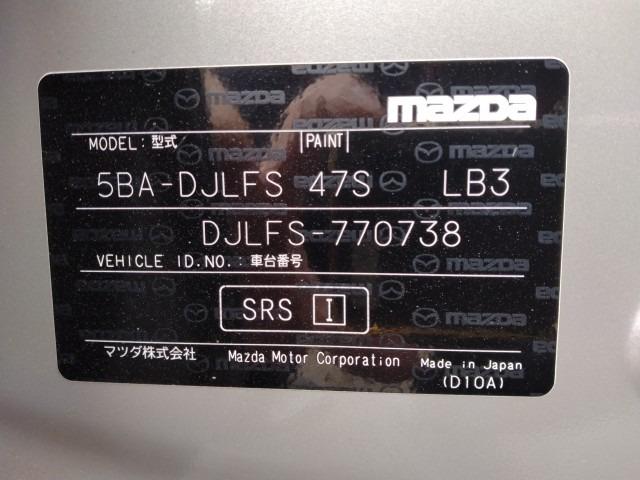 mazda
MODEL: 型式 PAINT
5BA-DJLFS 47S LB3
DJLFS-770738
VEHICLE ID.NO.: 車台番号
SRS I
マツダ株式会社 Mazda Motor Corporation Made in Japan
(D10A)